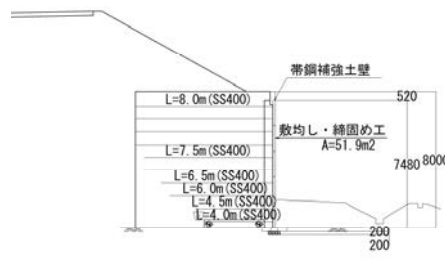 帯鋼補強土壁
L=8.0m(SS400)
520
敷均し・締固め工
A=51.9m2
L=7.5m(SS400)
7480
8000
L=6.5m(SS400)
L=6.0m(SS400)
L=4.5m(SS400)
L=4.0m(SS400)
200
200